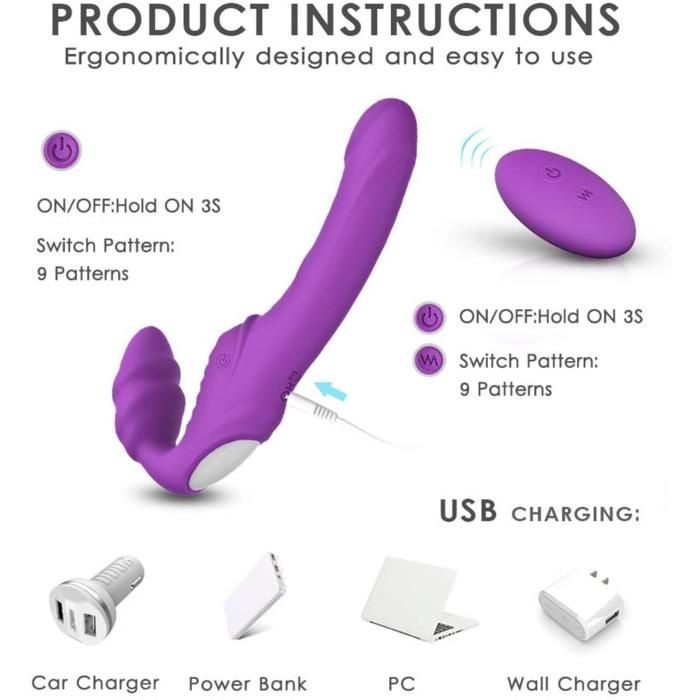 PRODUCT INSTRUCTIONS
Ergonomically designed and easy to use
ON/OFF:Hold ON 3S
Switch Pattern:
9 Patterns
ON/OFF:Hold ON 3S
Switch Pattern:
9 Patterns
USB CHARGING:
Car Charger
Power Bank
PC
Wall Charger